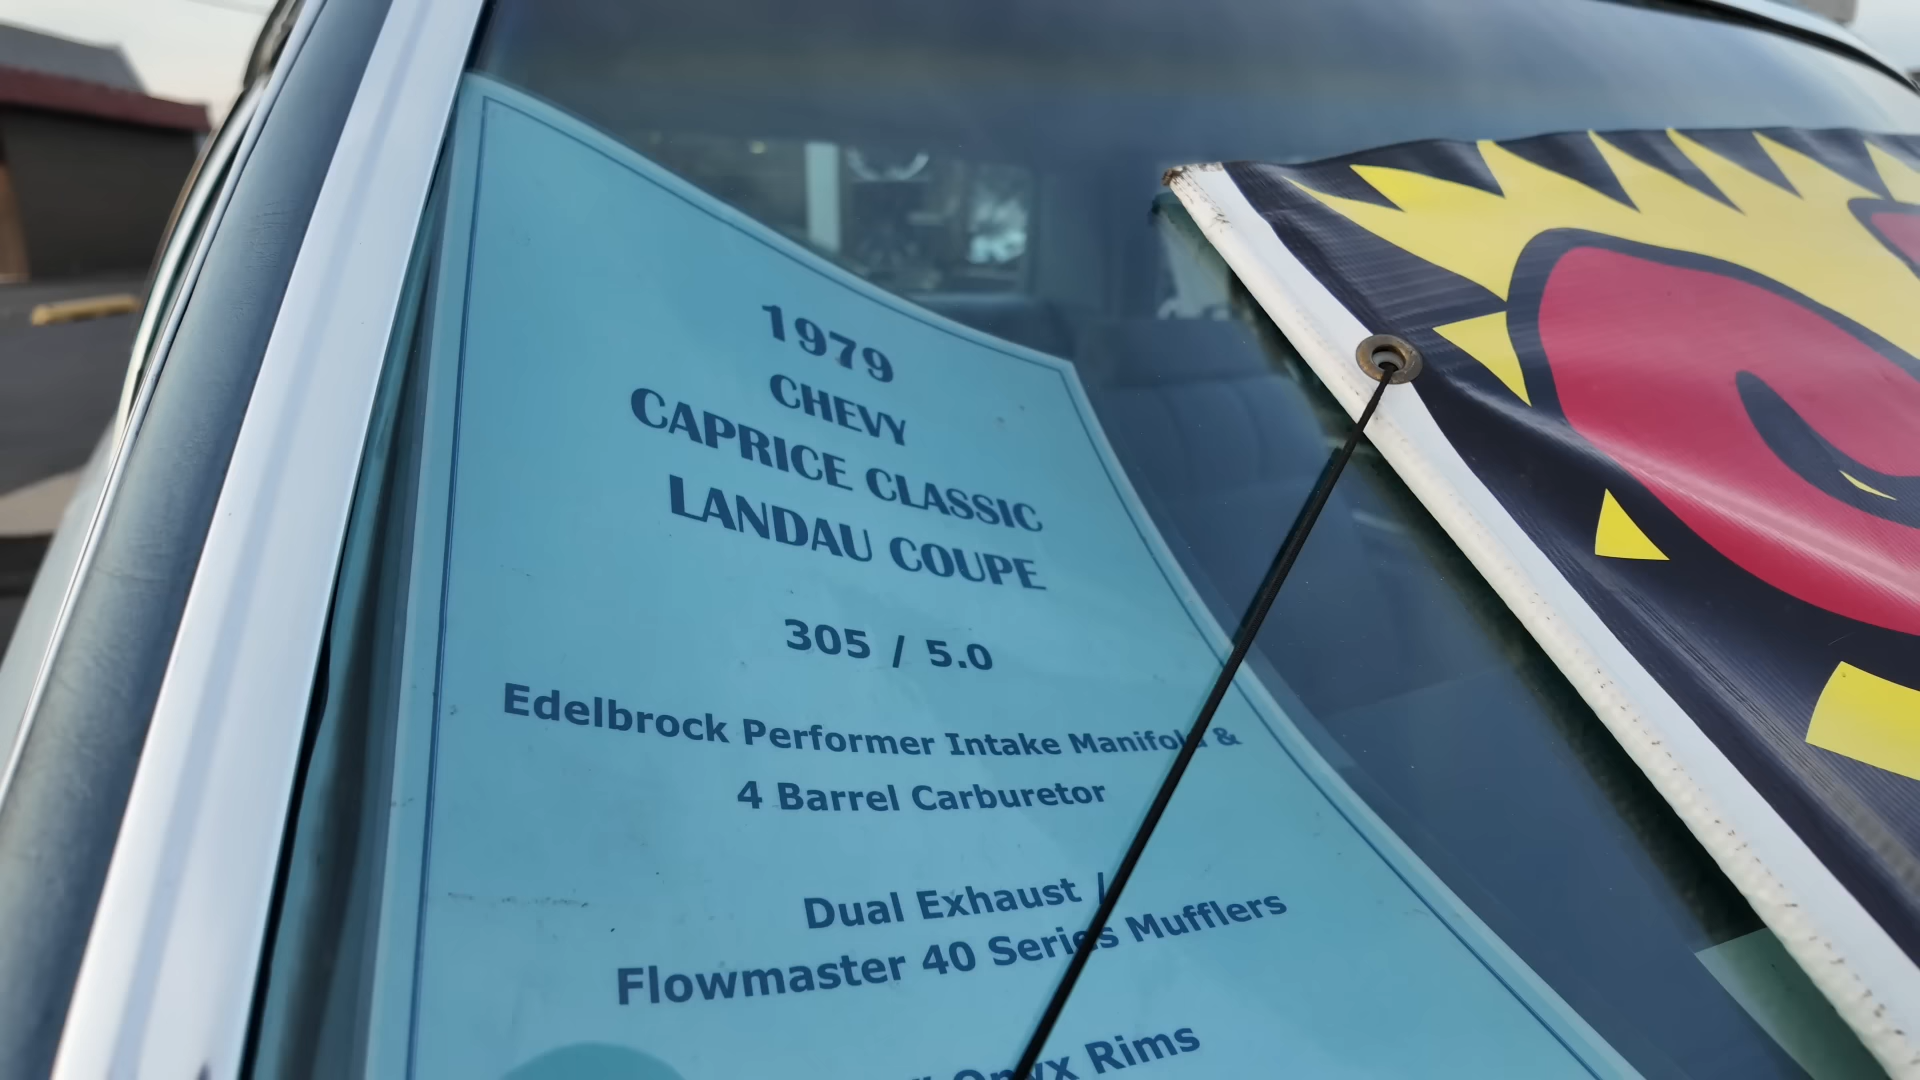 1979
CHEVY
CAPRICE CLASSIC
LANDAU COUPE
305 / 5.0
Edelbrock Performer Intake Manifold &
4 Barrel Carburetor
Dual Exhaust /
Flowmaster 40 Series Mufflers
Onyx Rims